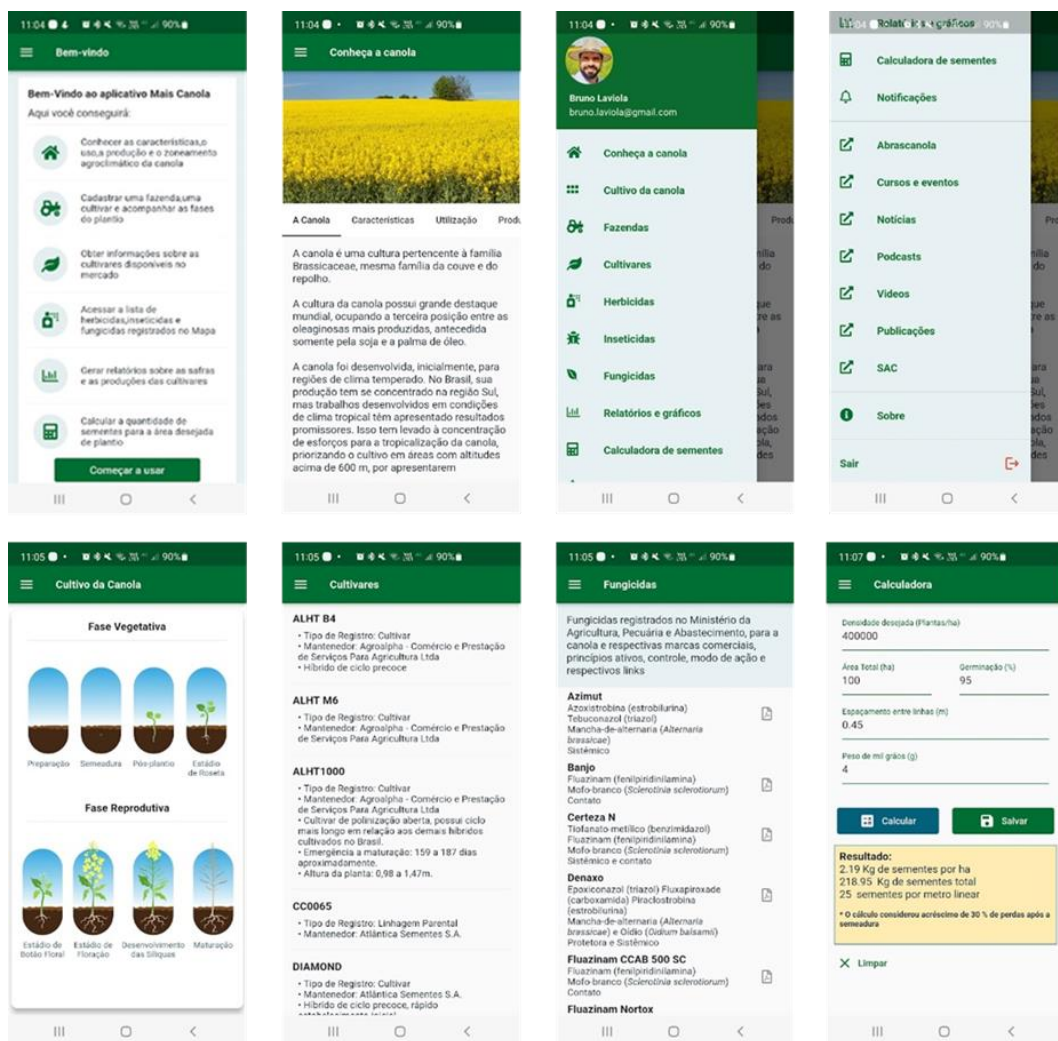 11:04
90%
Bem-vindo
Bem-Vindo ao aplicativo Mais Canola
Aqui você conseguirá:
Conhecer as características,o
uso,a produção e o zoneamento
agroclimático da canola
Cadastrar uma fazenda,uma
cultivar e acompanhar as fases
do plantio
Obter informações sobre as
cultivares disponíveis no
mercado
Acessar a lista de
herbicidas,inseticidas e
fungicidas registrados no Mapa
Gerar relatórios sobre as safras
e as produções das cultivares
Calcular a quantidade de
sementes para a área desejada
de plantio
Começar a usar
11:04
90%
Conheça a canola
A Canola Características Utilização Produ
A canola é uma cultura pertencente à família
Brassicaceae, mesma família da couve e do
repolho.
A cultura da canola possui grande destaque
mundial, ocupando a terceira posição entre as
oleaginosas mais produzidas, antecedida
somente pela soja e a palma de óleo.
A canola foi desenvolvida, inicialmente, para
regiões de clima temperado. No Brasil, sua
produção tem se concentrado na região Sul,
mas trabalhos desenvolvidos em condições
de clima tropical têm apresentado resultados
promissores. Isso tem levado à concentração
de esforços para a tropicalização da canola,
priorizando o cultivo em áreas com altitudes
acima de 600 m, por apresentarem
11:04
90%
Bruno Laviola
bruno.laviola@gmail.com
Conheça a canola
Cultivo da canola
Fazendas
Cultivares
Herbicidas
Inseticidas
Fungicidas
Relatórios e gráficos
Calculadora de sementes
Relatórios e gráficos
90%
Calculadora de sementes
Notificações
Abrascanola
Cursos e eventos
Notícias
Podcasts
Vídeos
Publicações
SAC
Sobre
Sair
11:05
90%
Cultivo da Canola
Fase Vegetativa
Preparação Semeadura Pós-plantio Estádio
de Roseta
Fase Reprodutiva
Estádio de Estádio de Desenvolvimento Maturação
Botão Floral Floração das Síliquas
11:05
90%
Cultivares
ALHT B4
• Tipo de Registro: Cultivar
• Mantenedor: Agroalpha - Comércio e Prestação
de Serviços Para Agricultura Ltda
• Híbrido de ciclo precoce
ALHT M6
• Tipo de Registro: Cultivar
• Mantenedor: Agroalpha - Comércio e Prestação
de Serviços Para Agricultura Ltda
ALHT1000
• Tipo de Registro: Cultivar
• Mantenedor: Agroalpha - Comércio e Prestação
de Serviços Para Agricultura Ltda
• Cultivar de polinização aberta, possui ciclo
mais longo em relação aos demais híbridos
cultivados no Brasil.
• Emergência a maturação: 159 a 187 dias
aproximadamente.
• Altura da planta: 0,98 a 1,47m.
CC0065
• Tipo de Registro: Linhagem Parental
• Mantenedor: Atlântica Sementes S.A.
DIAMOND
• Tipo de Registro: Cultivar
• Mantenedor: Atlântica Sementes S.A.
• Híbrido de ciclo precoce, rápido
estabelecimento inicial
11:05
90%
Fungicidas
Fungicidas registrados no Ministério da
Agricultura, Pecuária e Abastecimento, para a
canola e respectivas marcas comerciais,
princípios ativos, controle, modo de ação e
respectivos links
Azimut
Azoxistrobina (estrobilurina)
Tebuconazol (triazol)
Mancha-de-alternaria (Alternaria
brassicae)
Sistêmico
Banjo
Fluazinam (fenilpiridinilamina)
Mofo-branco (Sclerotinia sclerotiorum)
Contato
Certeza N
Tiofanato-metílico (benzimidazol)
Fluazinam (fenilpiridinilamina)
Mofo-branco (Sclerotinia sclerotiorum)
Sistêmico e contato
Denaxo
Epoxiconazol (triazol) Fluxapiroxade
(carboxamida) Piraclostrobina
(estrobilurina)
Mancha-de-alternaria (Alternaria
brassicae) e Oídio (Oidium balsamii)
Protetora e Sistêmico
Fluazinam CCAB 500 SC
Fluazinam (fenilpiridinilamina)
Mofo-branco (Sclerotinia sclerotiorum)
Contato
Fluazinam Nortox
11:07
90%
Calculadora
Densidade desejada (Plantas/ha)
400000
Área Total (ha) Germinação (%)
100 95
Espaçamento entre linhas (m)
0.45
Peso de mil grãos (g)
4
Calcular Salvar
Resultado:
2.19 Kg de sementes por ha
218.95 Kg de sementes total
25 sementes por metro linear
* O cálculo considerou acréscimo de 30 % de perdas após a
semeadura
Limpar